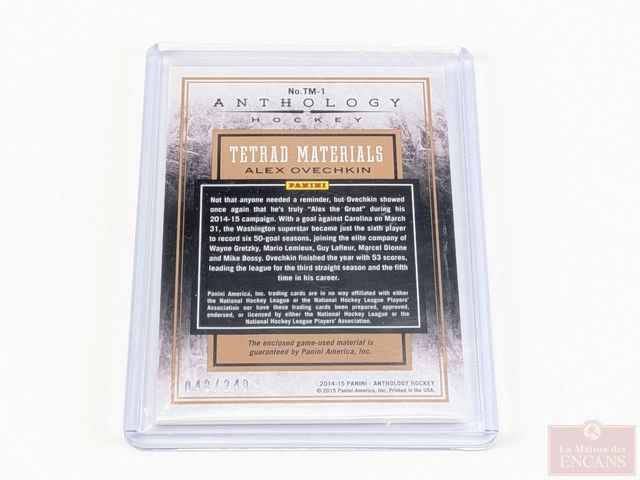 No.TM-1
ANTHOLOGY
HOCKEY
TETRAD MATERIALS
ALEX OVECHKIN
PANINI
Not that anyone needed a reminder, but Ovechkin showed
once again that he's truly "Alex the Great" during his
2014-15 campaign. With a goal against Carolina on March
31, the Washington superstar became just the sixth player
to record six 50-goal seasons, joining the elite company of
Wayne Gretzky, Mario Lemieux, Guy Lafleur, Marcel Dionne
and Mike Bossy. Ovechkin finished the year with 53 scores,
leading the league for the third straight season and the fifth
time in his career.
Panini America, Inc. trading cards are in no way affiliated with either
the National Hockey League or the National Hockey League Players'
Association nor have these trading cards been prepared, approved,
endorsed, or licensed by either the National Hockey League or the
National Hockey League Players' Association.
The enclosed game-used material is
guaranteed by Panini America, Inc.
2014-15 PANINI - ANTHOLOGY HOCKEY
© 2015 Panini America, Inc. Printed in the USA.
La Maison des
ENCANS